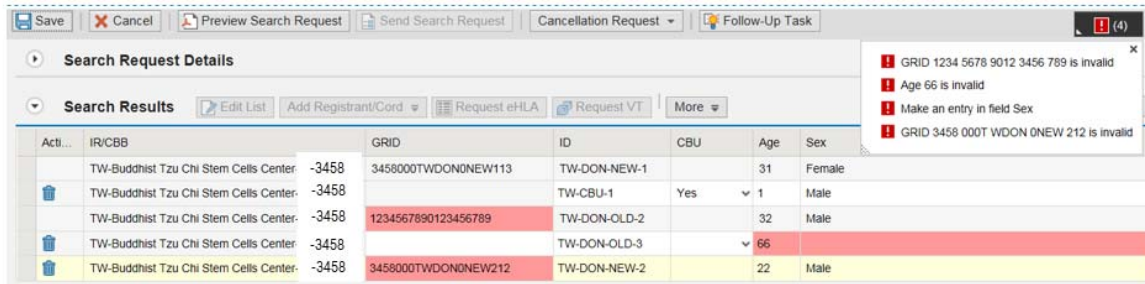 Save Cancel Preview Search Request Send Search Request Cancellation Request Follow-Up Task (4)
GRID 1234 5678 9012 3456 789 is invalid
Age 66 is invalid
Make an entry in field Sex
GRID 3458 000T WDON 0NEW 212 is invalid
Search Request Details
Search Results Edit List Add Registrant/Cord Request eHLA Request VT More
Acti... IR/CBB GRID ID CBU Age Sex
TW-Buddhist Tzu Chi Stem Cells Center- -3458 3458000TWDON0NEW113 TW-DON-NEW-1 31 Female
TW-Buddhist Tzu Chi Stem Cells Center- -3458 TW-CBU-1 Yes 1 Male
TW-Buddhist Tzu Chi Stem Cells Center- -3458 1234567890123456789 TW-DON-OLD-2 32 Male
TW-Buddhist Tzu Chi Stem Cells Center- -3458 TW-DON-OLD-3 66
TW-Buddhist Tzu Chi Stem Cells Center- -3458 3458000TWDON0NEW212 TW-DON-NEW-2 22 Male